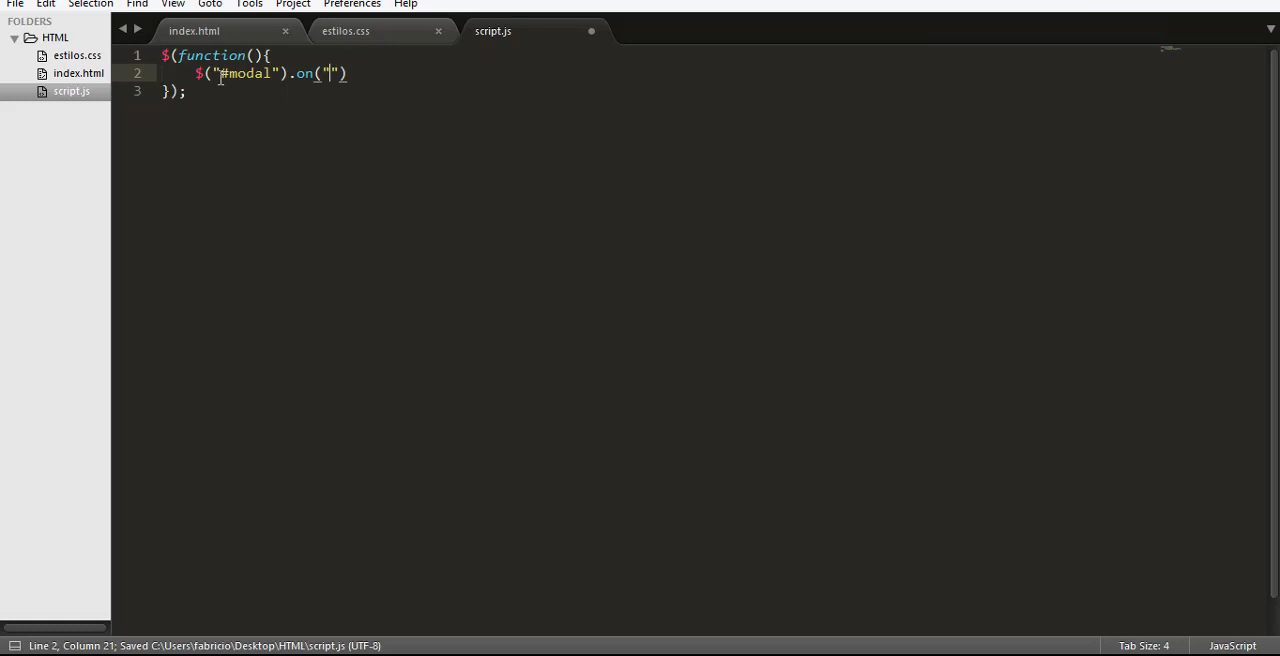 File Edit Selection Find View Goto Tools Project Preferences Help
FOLDERS
HTML
estilos.css
index.html
script.js
index.html × estilos.css × script.js
1 $(function(){
2 $("#modal").on("")
3 });
Line 2, Column 21; Saved C:\Users\fabricio\Desktop\HTML\script.js (UTF-8) Tab Size: 4 JavaScript